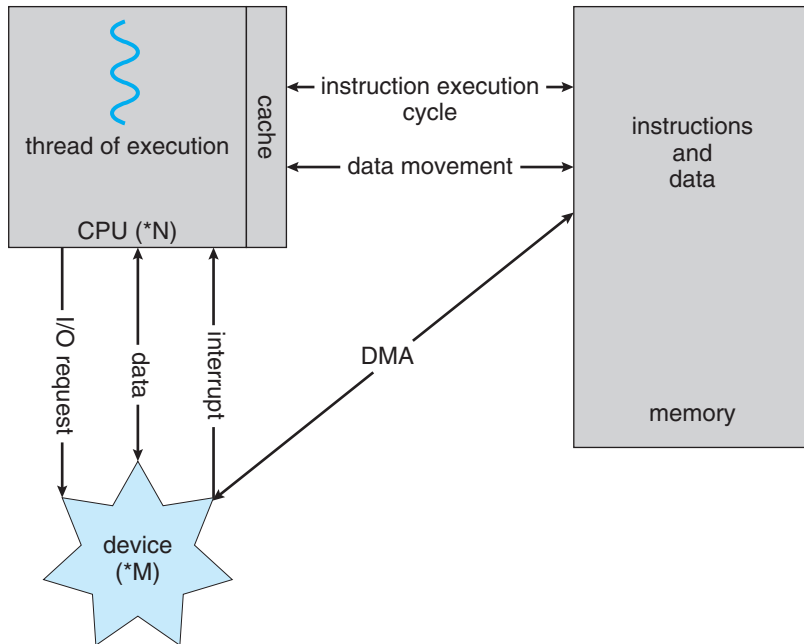 thread of execution
cache
CPU (*N)
instruction execution
cycle
data movement
instructions
and
data
memory
I/O request
data
interrupt
DMA
device
(*M)